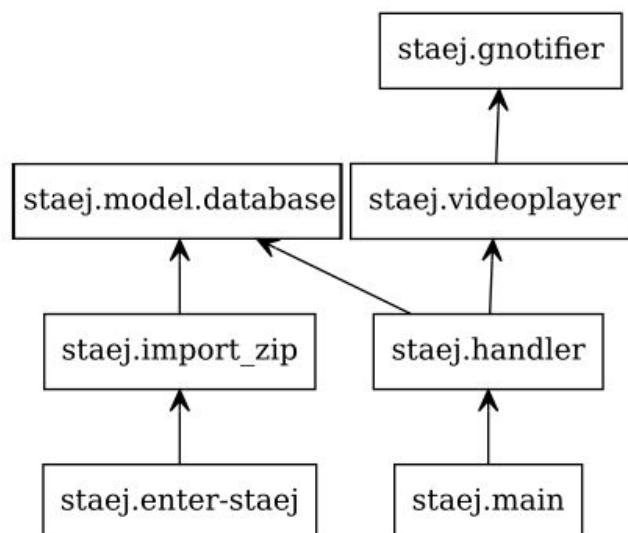 staej.gnotifier
staej.model.database
staej.videoplayer
staej.import_zip
staej.handler
staej.enter-staej
staej.main